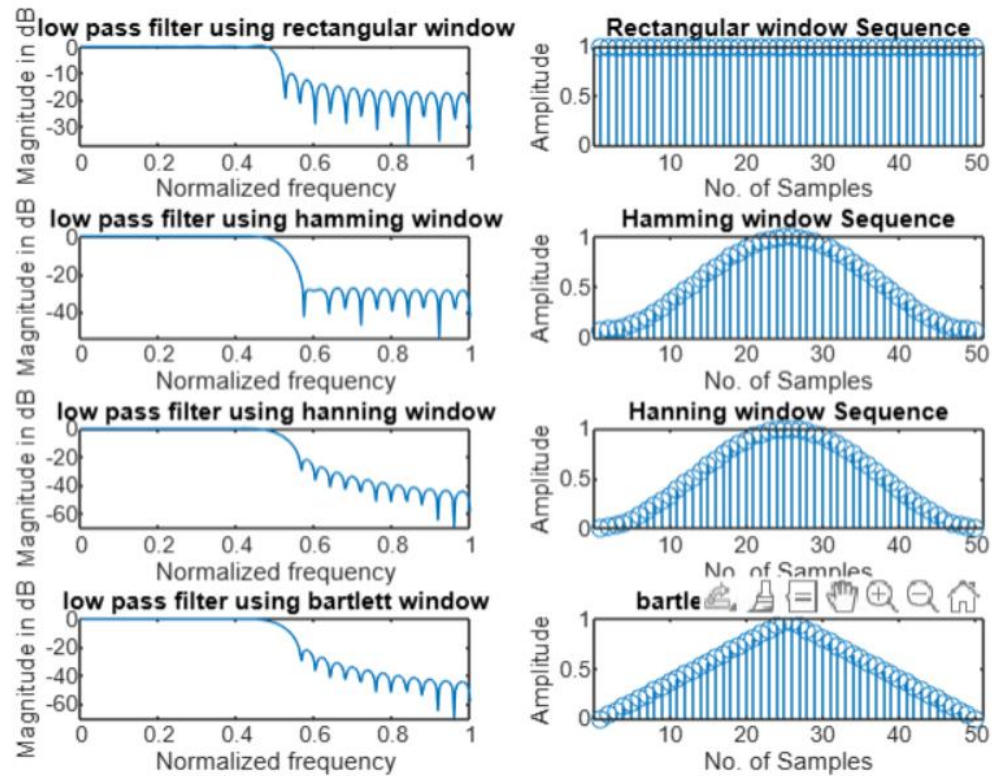 low pass filter using rectangular window
Magnitude in dB
0
-10
-20
-30
0 0.2 0.4 0.6 0.8 1
Normalized frequency
Rectangular window Sequence
Amplitude
1
0.5
0
10 20 30 40 50
No. of Samples
low pass filter using hamming window
Magnitude in dB
0
-20
-40
0 0.2 0.4 0.6 0.8 1
Normalized frequency
Hamming window Sequence
Amplitude
1
0.5
0
10 20 30 40 50
No. of Samples
low pass filter using hanning window
Magnitude in dB
0
-20
-40
-60
0 0.2 0.4 0.6 0.8 1
Normalized frequency
Hanning window Sequence
Amplitude
1
0.5
0
10 20 30 40 50
No. of Samples
low pass filter using bartlett window
Magnitude in dB
0
-20
-40
-60
0 0.2 0.4 0.6 0.8 1
Normalized frequency
bartle
Amplitude
1
0.5
0
10 20 30 40 50
No. of Samples